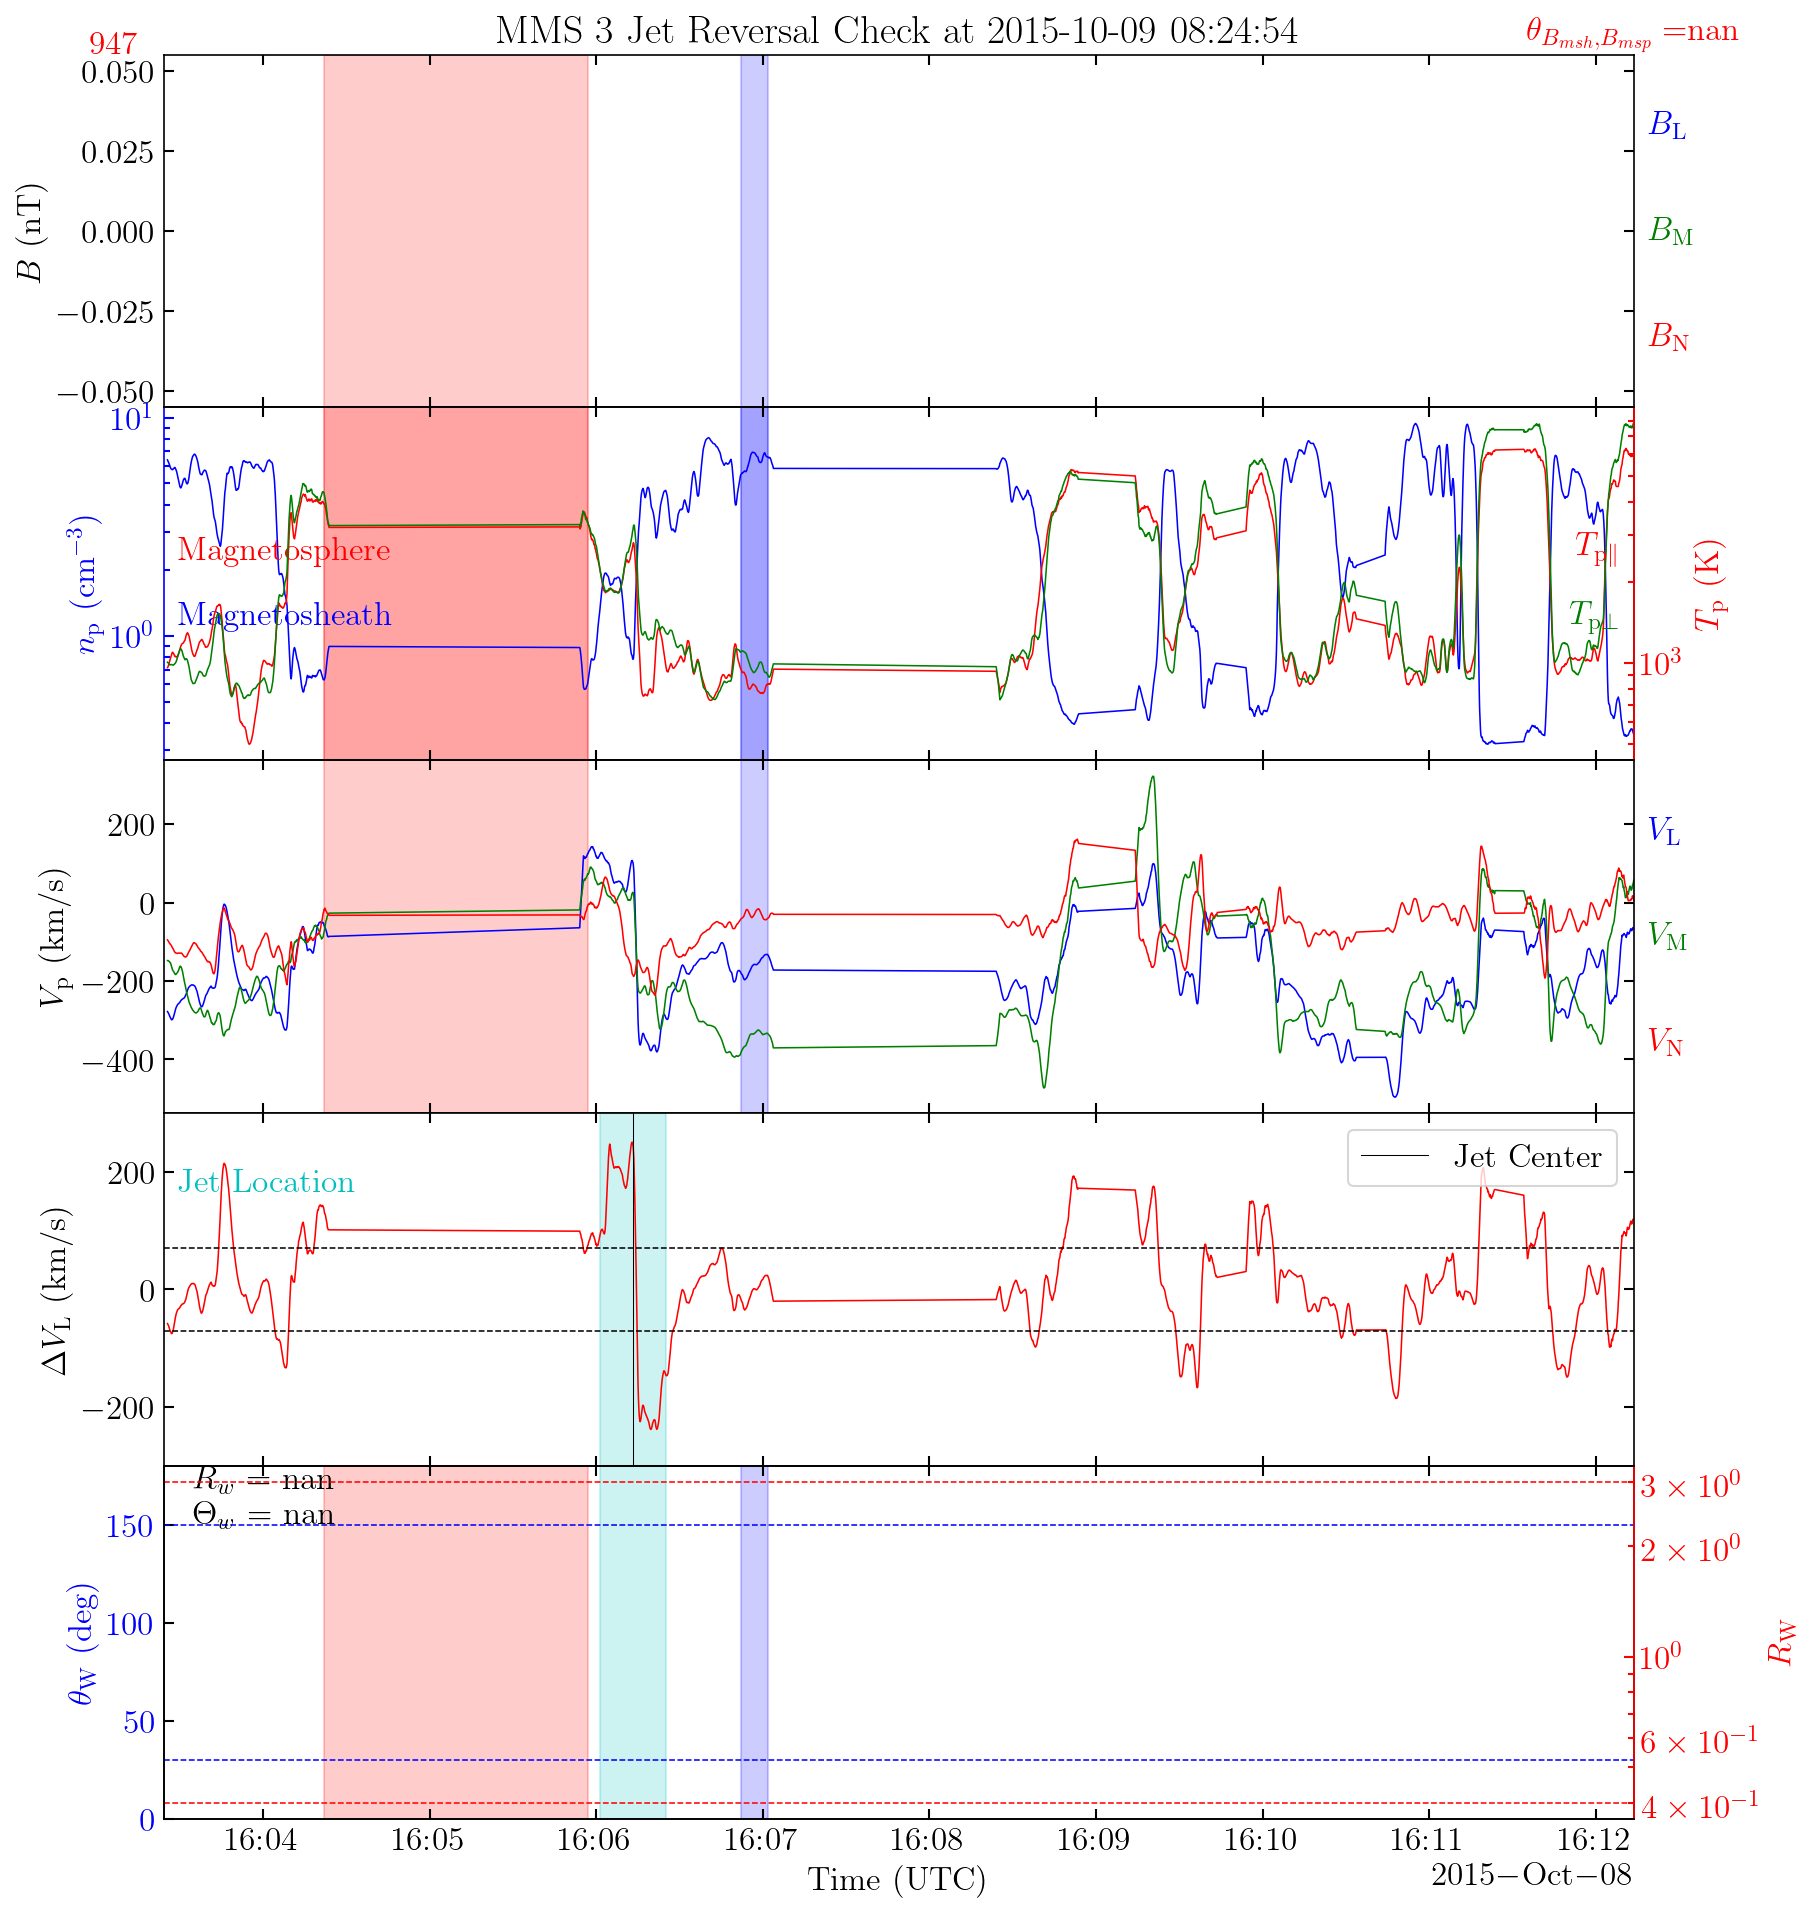 947
MMS 3 Jet Reversal Check at 2015-10-09 08:24:54
θ_{B_{msh},B_{msp}} =nan
0.050
0.025
0.000
−0.025
−0.050
B (nT)
B_L
B_M
B_N
10^1
10^0
n_p (cm^{−3})
Magnetosphere
Magnetosheath
T_{p∥}
T_{p⊥}
10^3
T_p (K)
200
0
−200
−400
V_p (km/s)
V_L
V_M
V_N
Jet Location
Jet Center
200
0
−200
ΔV_L (km/s)
R_w = nan
Θ_w = nan
150
100
50
0
θ_W (deg)
3 × 10^0
2 × 10^0
10^0
6 × 10^{−1}
4 × 10^{−1}
R_W
16:04 16:05 16:06 16:07 16:08 16:09 16:10 16:11 16:12
Time (UTC)
2015−Oct−08